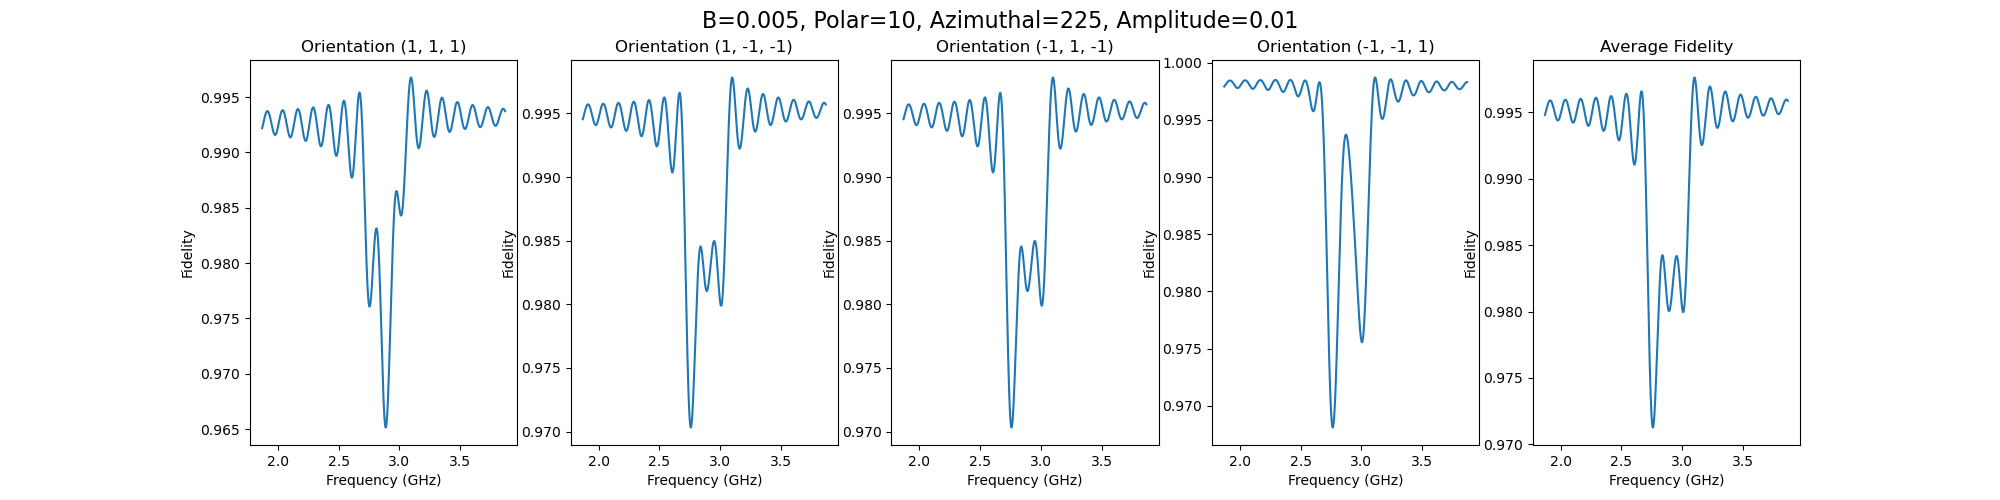 B=0.005, Polar=10, Azimuthal=225, Amplitude=0.01
Orientation (1, 1, 1)
0.995
0.990
0.985
0.980
0.975
0.970
0.965
Fidelity
2.0 2.5 3.0 3.5
Frequency (GHz)
Orientation (1, -1, -1)
0.995
0.990
0.985
0.980
0.975
0.970
Fidelity
2.0 2.5 3.0 3.5
Frequency (GHz)
Orientation (-1, 1, -1)
0.995
0.990
0.985
0.980
0.975
0.970
Fidelity
2.0 2.5 3.0 3.5
Frequency (GHz)
Orientation (-1, -1, 1)
1.000
0.995
0.990
0.985
0.980
0.975
0.970
Fidelity
2.0 2.5 3.0 3.5
Frequency (GHz)
Average Fidelity
0.995
0.990
0.985
0.980
0.975
0.970
Fidelity
2.0 2.5 3.0 3.5
Frequency (GHz)